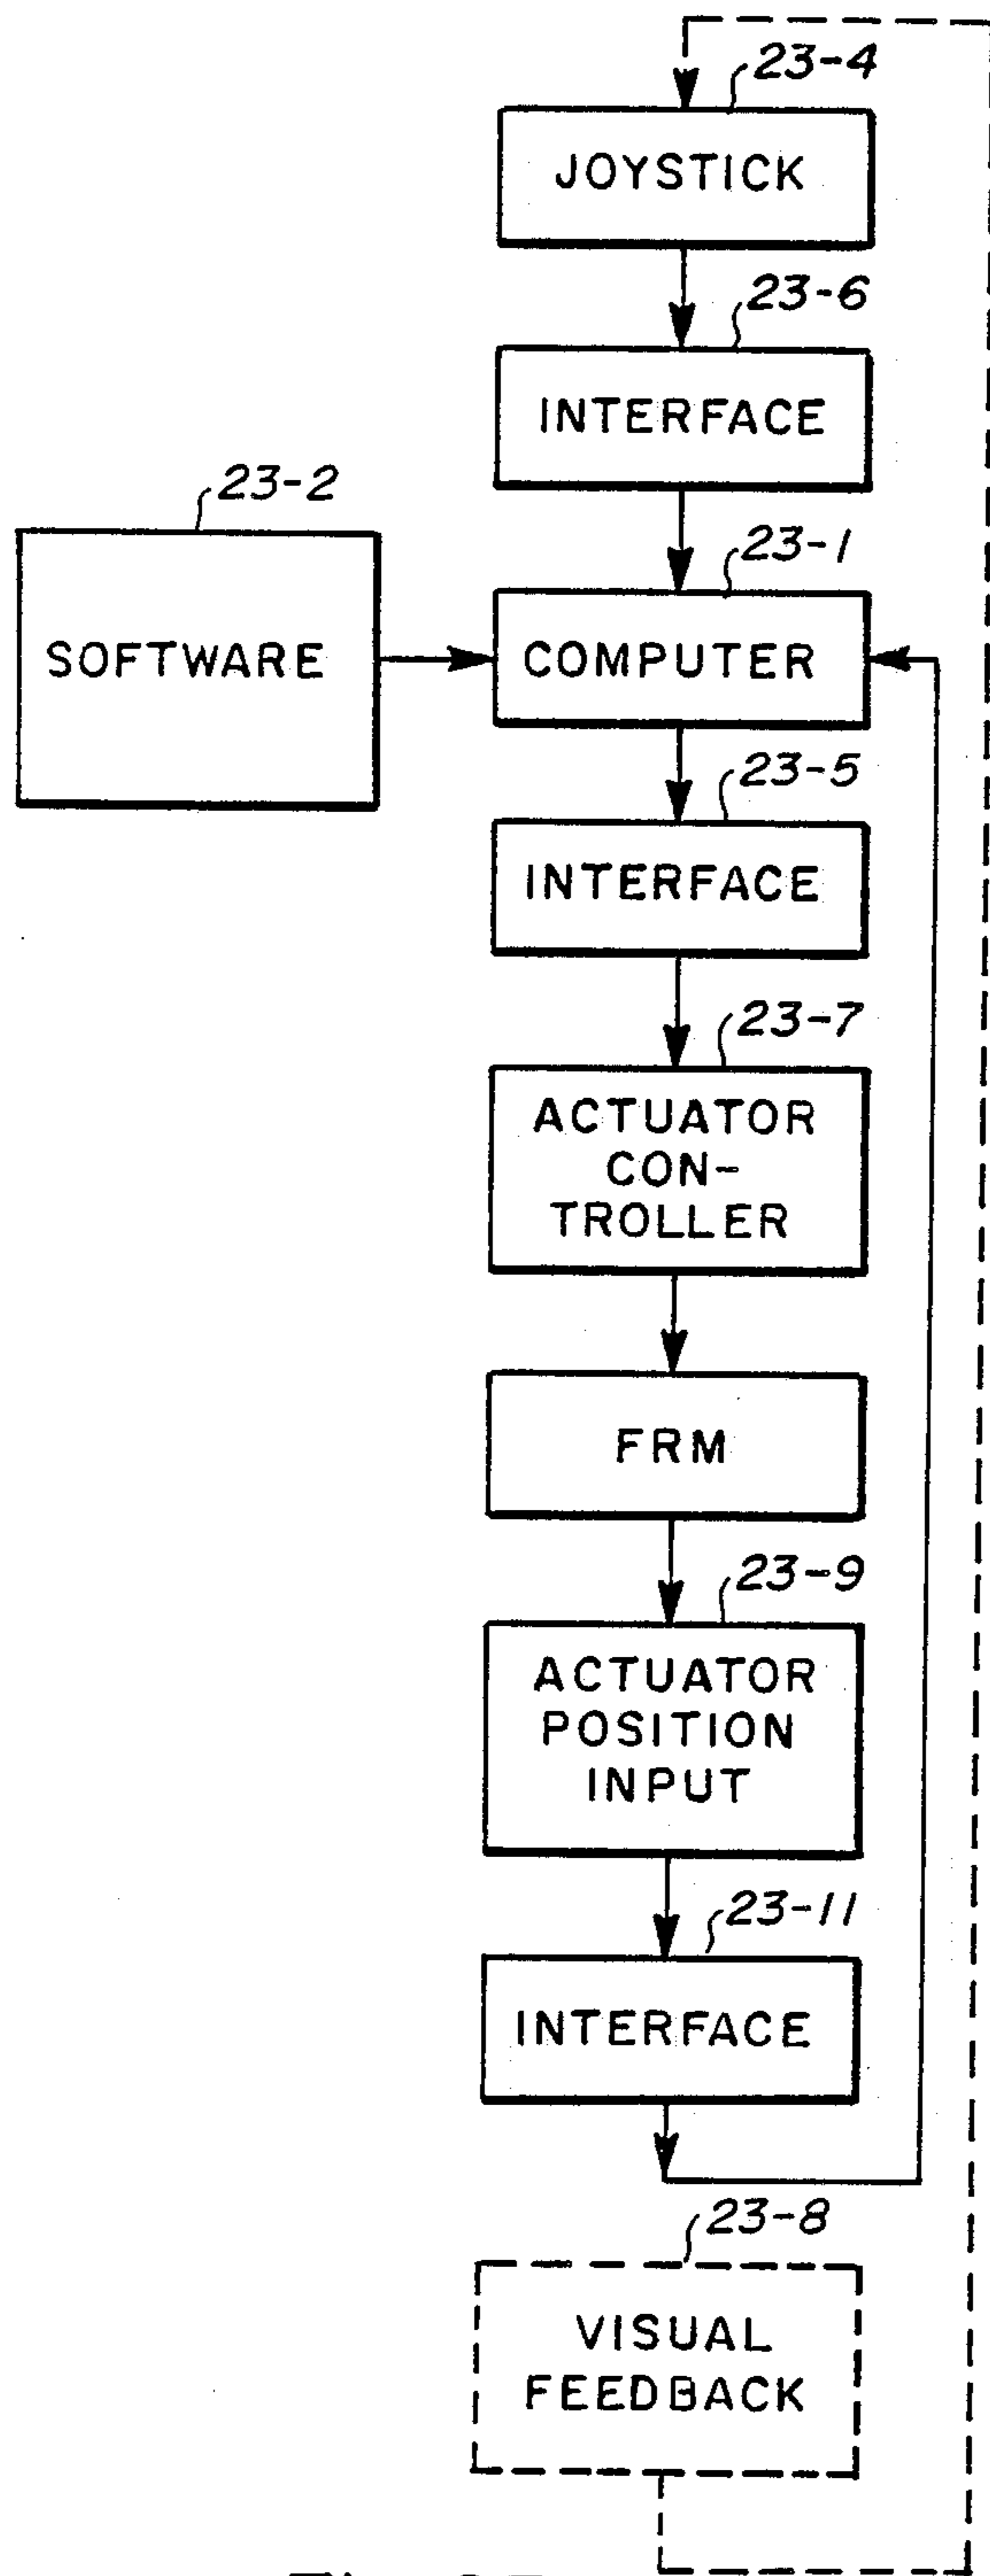 23-4
JOYSTICK
23-6
INTERFACE
23-2
SOFTWARE
23-1
COMPUTER
23-5
INTERFACE
23-7
ACTUATOR
CON-
TROLLER
FRM
23-9
ACTUATOR
POSITION
INPUT
23-11
INTERFACE
23-8
VISUAL
FEEDBACK